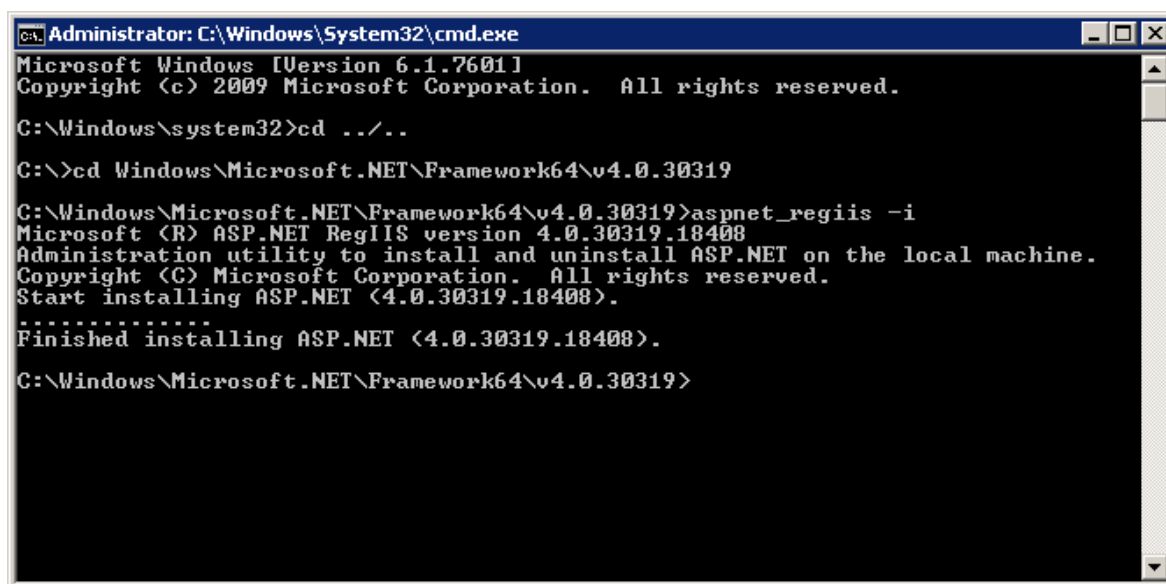 Administrator: C:\Windows\System32\cmd.exe
Microsoft Windows [Version 6.1.7601]
Copyright (c) 2009 Microsoft Corporation.  All rights reserved.
C:\Windows\system32>cd ../..
C:\>cd Windows\Microsoft.NET\Framework64\v4.0.30319
C:\Windows\Microsoft.NET\Framework64\v4.0.30319>aspnet_regiis -i
Microsoft (R) ASP.NET RegIIS version 4.0.30319.18408
Administration utility to install and uninstall ASP.NET on the local machine.
Copyright (C) Microsoft Corporation.  All rights reserved.
Start installing ASP.NET (4.0.30319.18408).
..............
Finished installing ASP.NET (4.0.30319.18408).
C:\Windows\Microsoft.NET\Framework64\v4.0.30319>